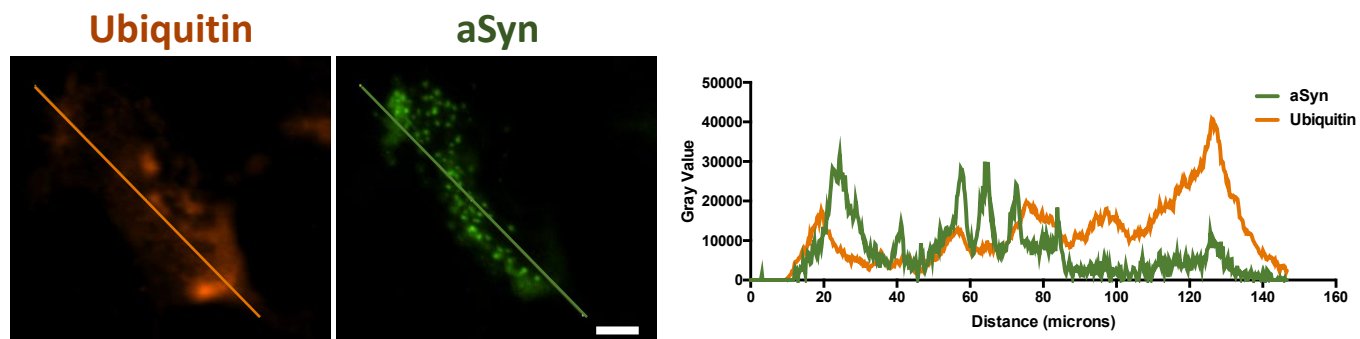 Ubiquitin
aSyn
50000
40000
30000
20000
10000
0
Gray Value
0 20 40 60 80 100 120 140 160
Distance (microns)
aSyn
Ubiquitin